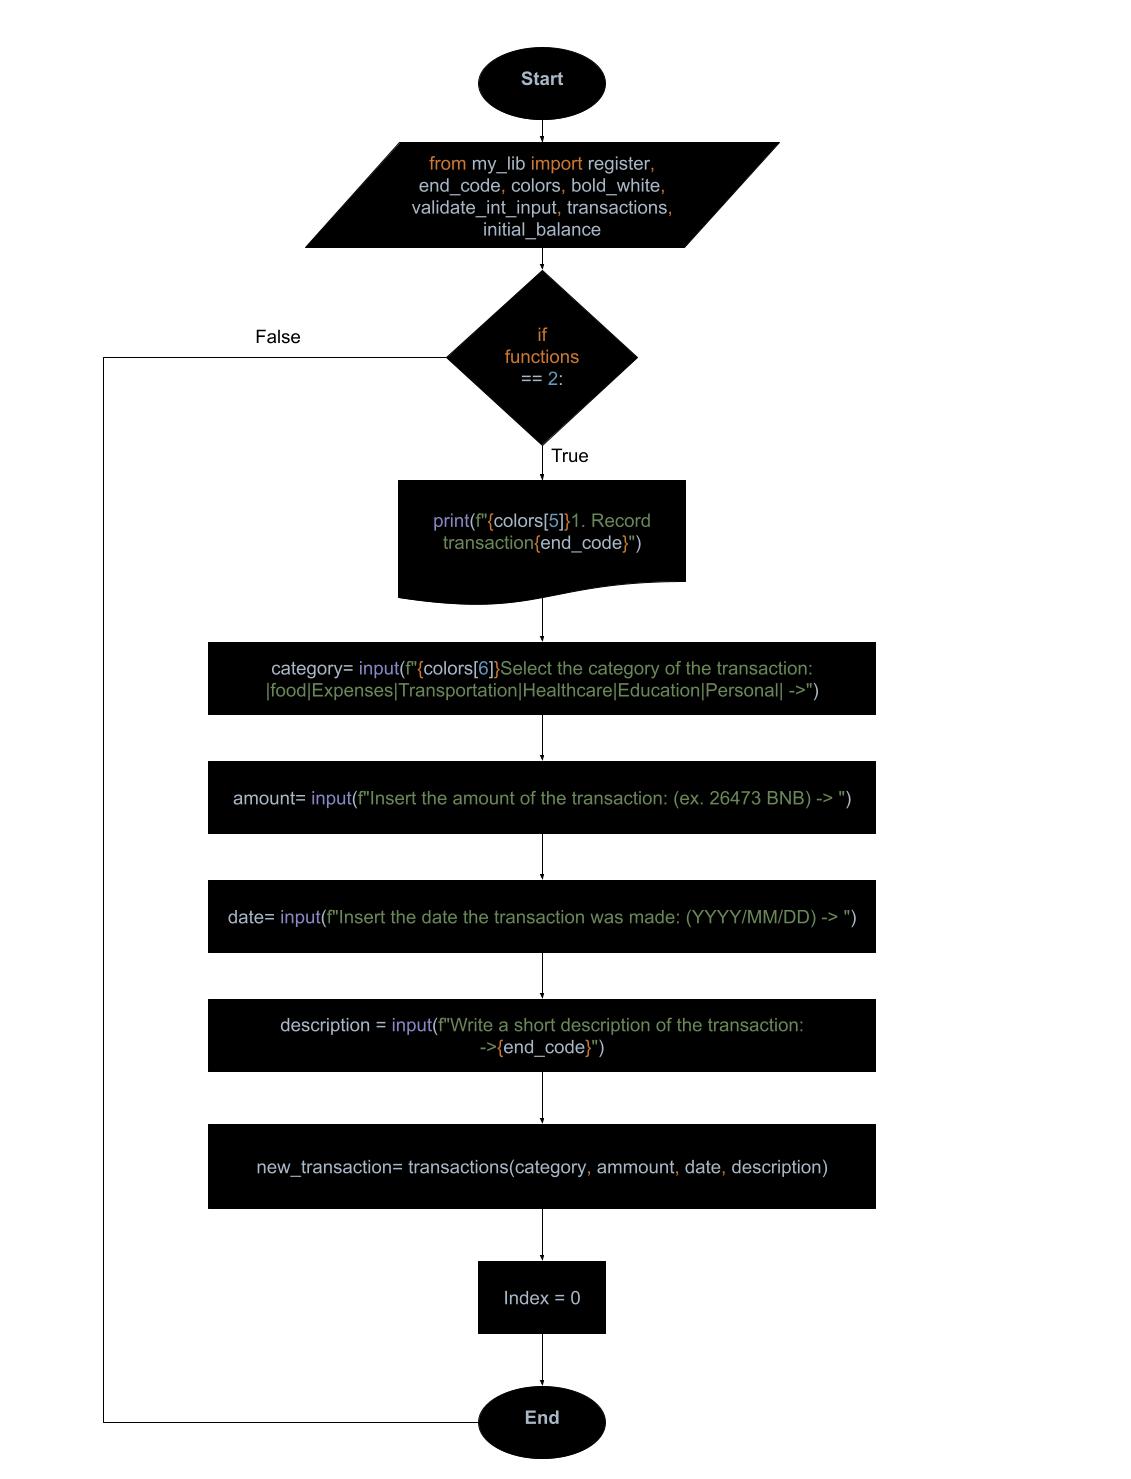 Start
from my_lib import register,
end_code, colors, bold_white,
validate_int_input, transactions,
initial_balance
False
if
functions
== 2:
True
print(f"{colors[5]}1. Record
transaction{end_code}")
category= input(f"{colors[6]}Select the category of the transaction:
|food|Expenses|Transportation|Healthcare|Education|Personal| ->")
amount= input(f"Insert the amount of the transaction: (ex. 26473 BNB) -> ")
date= input(f"Insert the date the transaction was made: (YYYY/MM/DD) -> ")
description = input(f"Write a short description of the transaction:
->{end_code}")
new_transaction= transactions(category, ammount, date, description)
Index = 0
End